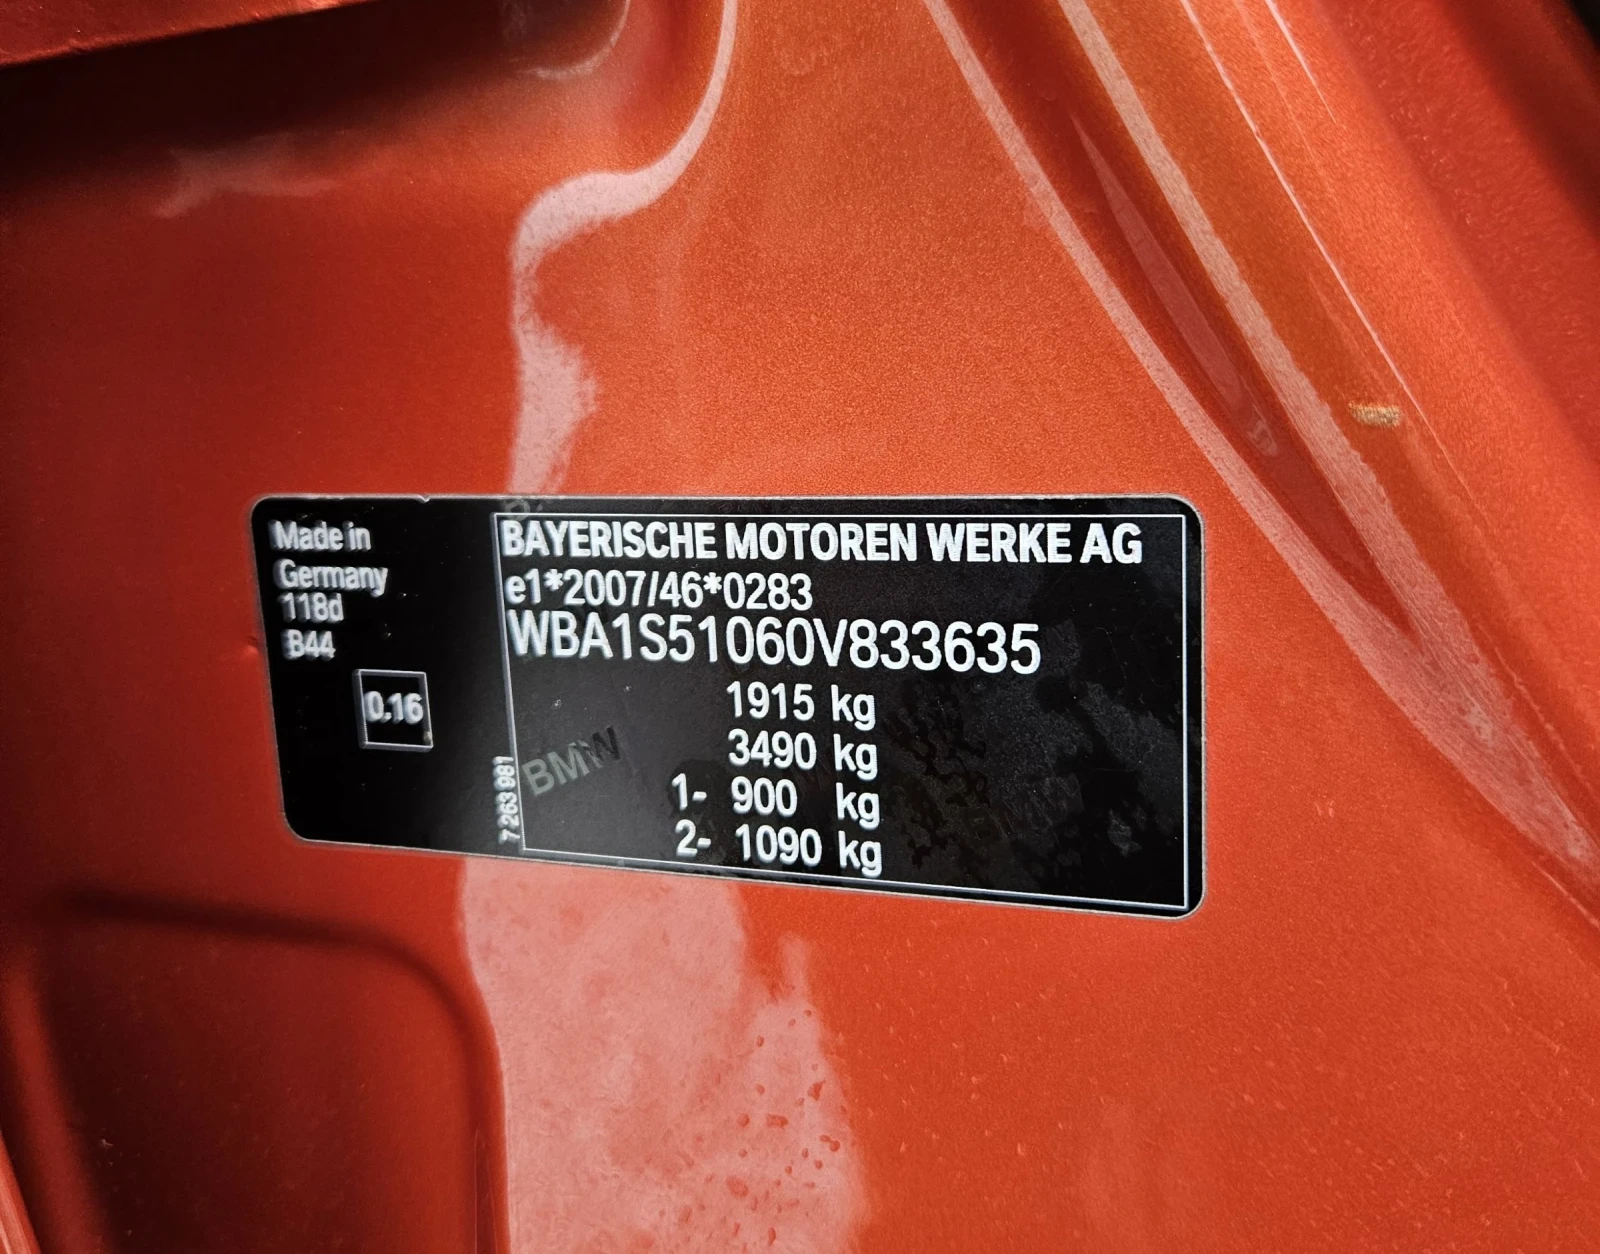 Made in
Germany
118d
B44
0.16
7 263 981
BAYERISCHE MOTOREN WERKE AG
e1*2007/46*0283
WBA1S51060V833635
1915 kg
3490 kg
1- 900 kg
2- 1090 kg
BMW